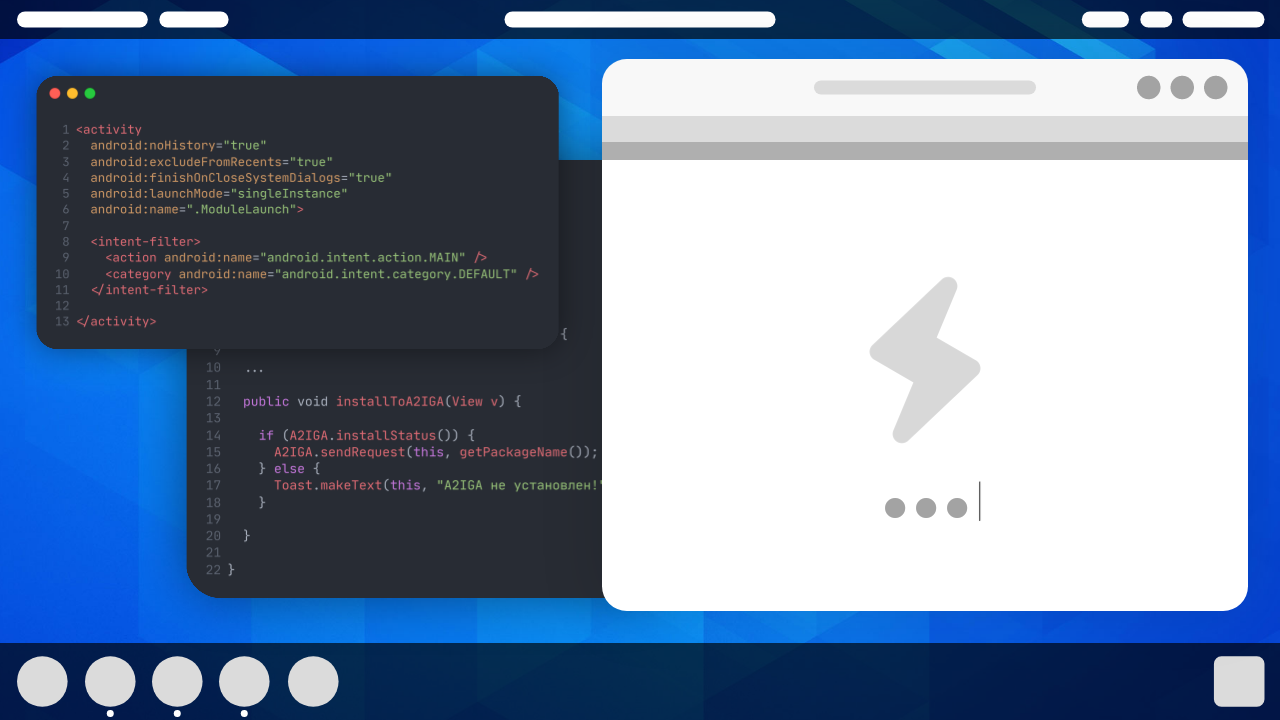 1 <activity
2 android:noHistory="true"
3 android:excludeFromRecents="true"
4 android:finishOnCloseSystemDialogs="true"
5 android:launchMode="singleInstance"
6 android:name=".ModuleLaunch">
7
8 <intent-filter>
9 <action android:name="android.intent.action.MAIN" />
10 <category android:name="android.intent.category.DEFAULT" />
11 </intent-filter>
12
13 </activity>
{
9
10 ...
11
12 public void installToA2IGA(View v) {
13
14 if (A2IGA.installStatus()) {
15 A2IGA.sendRequest(this, getPackageName());
16 } else {
17 Toast.makeText(this, "A2IGA не установлен!"
18 }
19
20 }
21
22 }